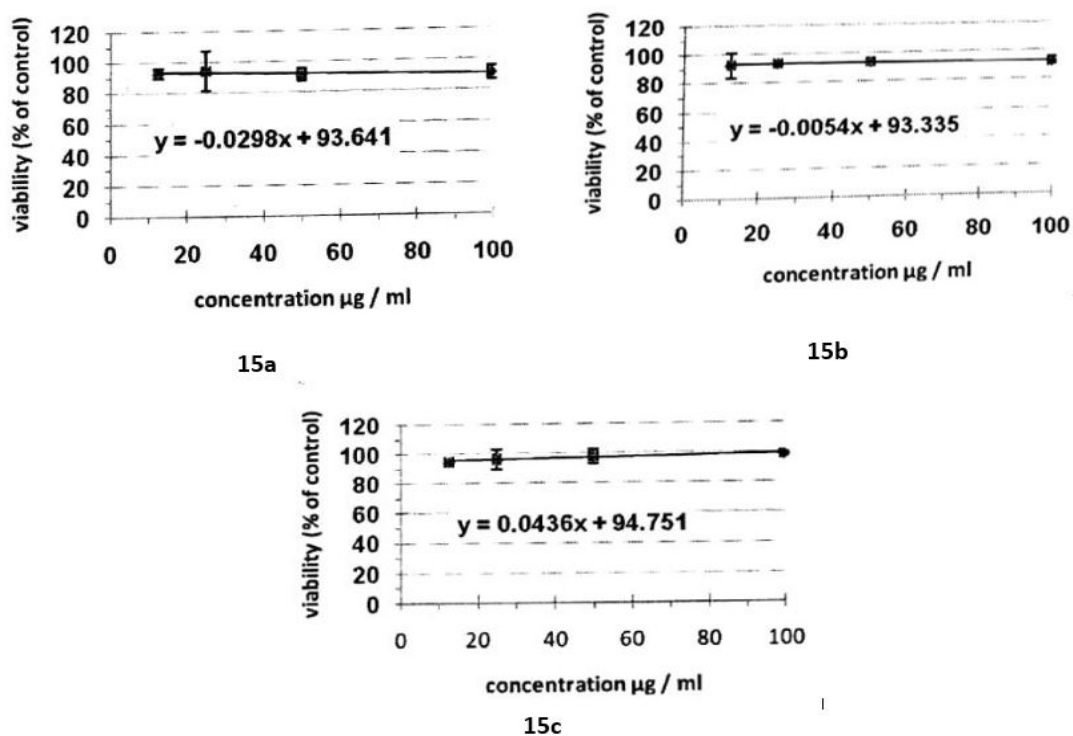 120
100
80
60
40
20
0
viability (% of control)
y = -0.0298x + 93.641
0 20 40 60 80 100
concentration µg / ml
15a
120
100
80
60
40
20
0
viability (% of control)
y = -0.0054x + 93.335
0 20 40 60 80 100
concentration µg / ml
15b
120
100
80
60
40
20
0
viability (% of control)
y = 0.0436x + 94.751
0 20 40 60 80 100
concentration µg / ml
15c